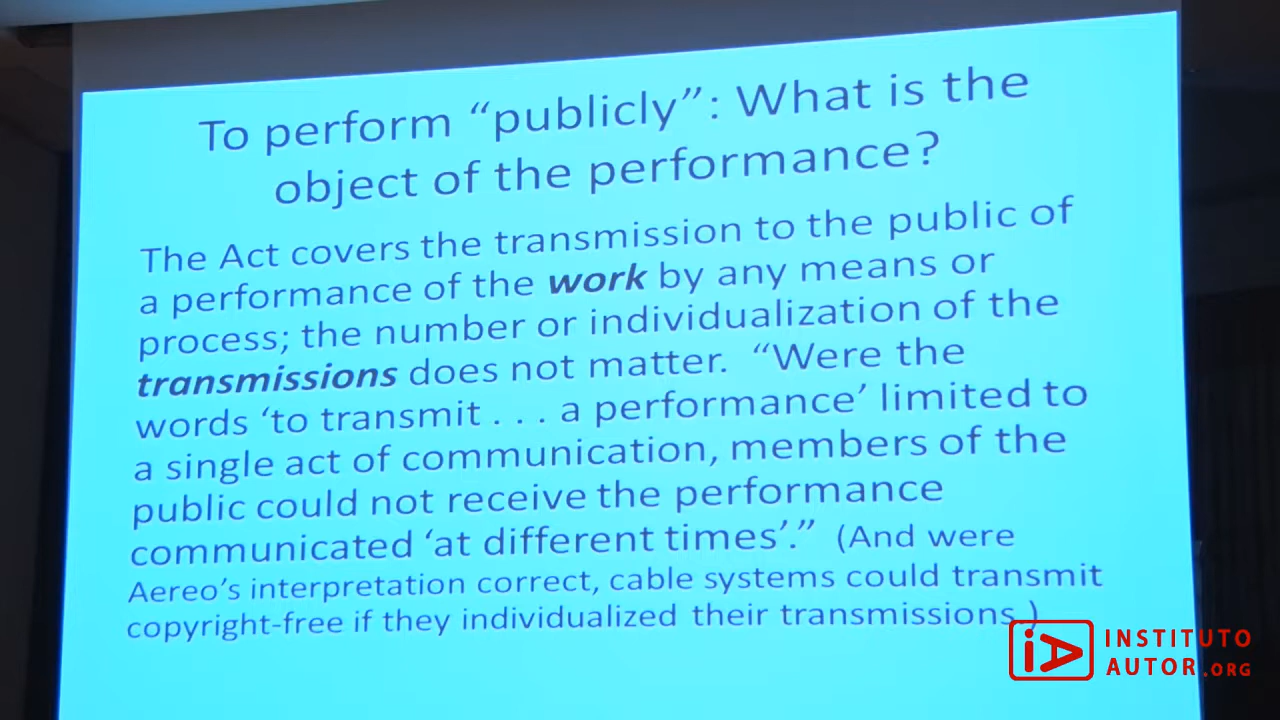 To perform “publicly”: What is the
object of the performance?
The Act covers the transmission to the public of
a performance of the work by any means or
process; the number or individualization of the
transmissions does not matter. “Were the
words ‘to transmit . . . a performance’ limited to
a single act of communication, members of the
public could not receive the performance
communicated ‘at different times’.” (And were
Aereo’s interpretation correct, cable systems could transmit
copyright-free if they individualized their transmissions.)
iA INSTITUTO
AUTOR.ORG